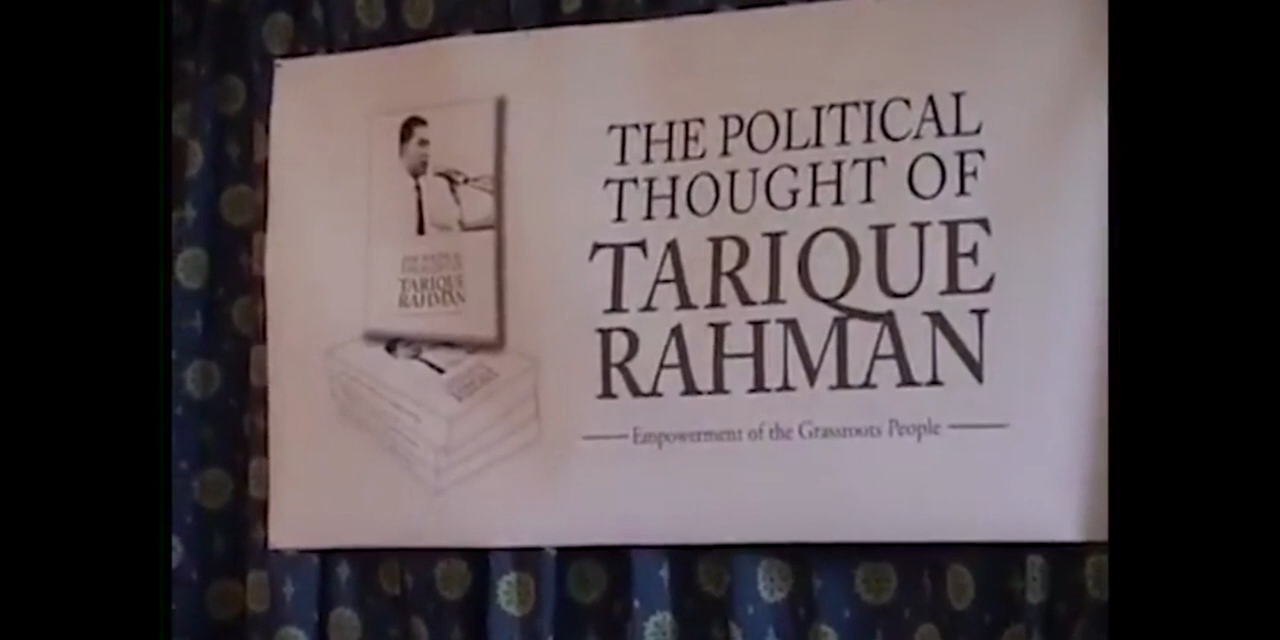 THE POLITICAL
THOUGHT OF
TARIQUE
RAHMAN
Empowerment of the Grassroots People
TARIQUE
RAHMAN